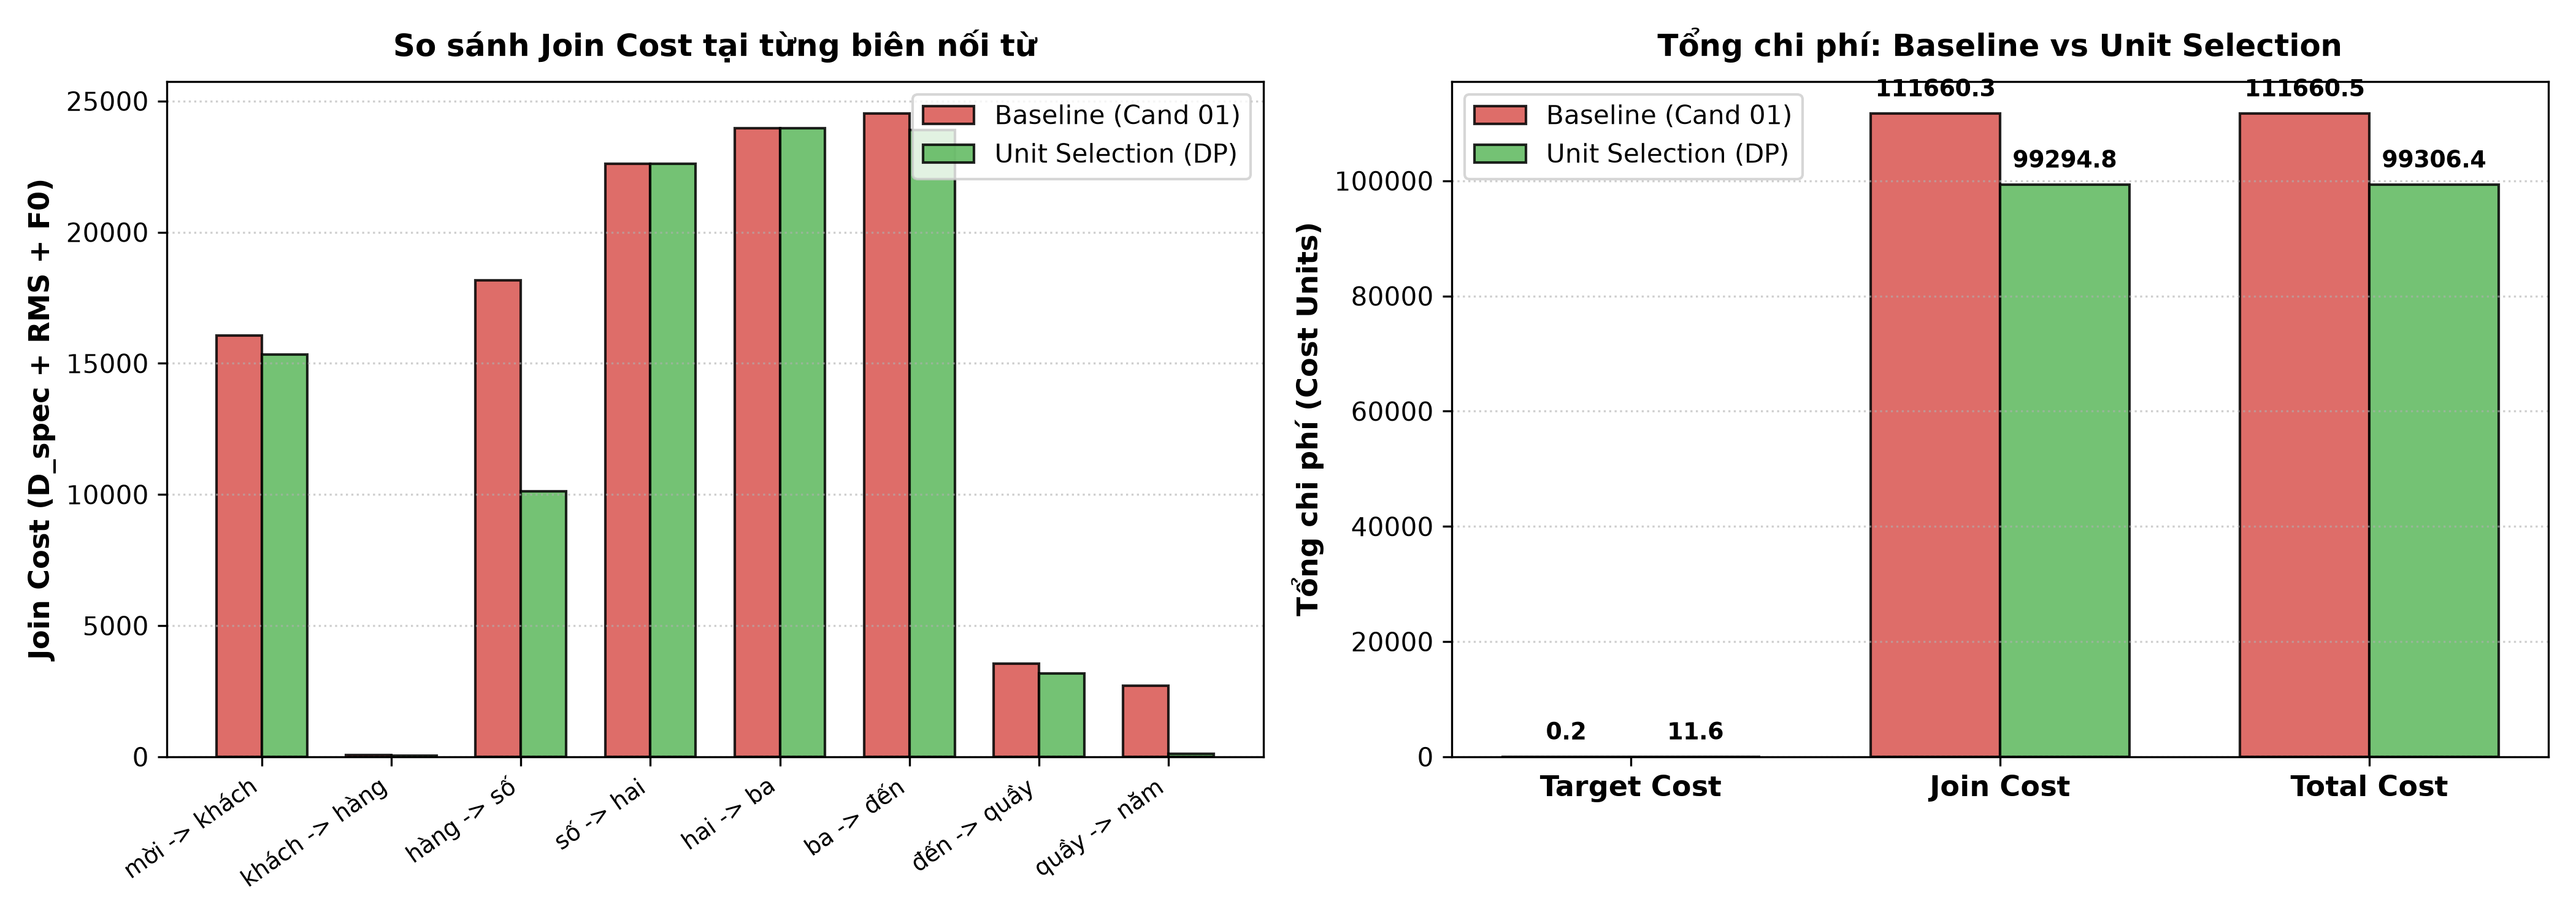 So sánh Join Cost tại từng biên nối từ
Join Cost (D_spec + RMS + F0)
25000
20000
15000
10000
5000
0
Baseline (Cand 01)
Unit Selection (DP)
mời -> khách
khách -> hàng
hàng -> số
số -> hai
hai -> ba
ba -> đến
đến -> quầy
quầy -> năm
Tổng chi phí: Baseline vs Unit Selection
Tổng chi phí (Cost Units)
100000
80000
60000
40000
20000
0
Baseline (Cand 01)
Unit Selection (DP)
0.2
11.6
111660.3
99294.8
111660.5
99306.4
Target Cost
Join Cost
Total Cost